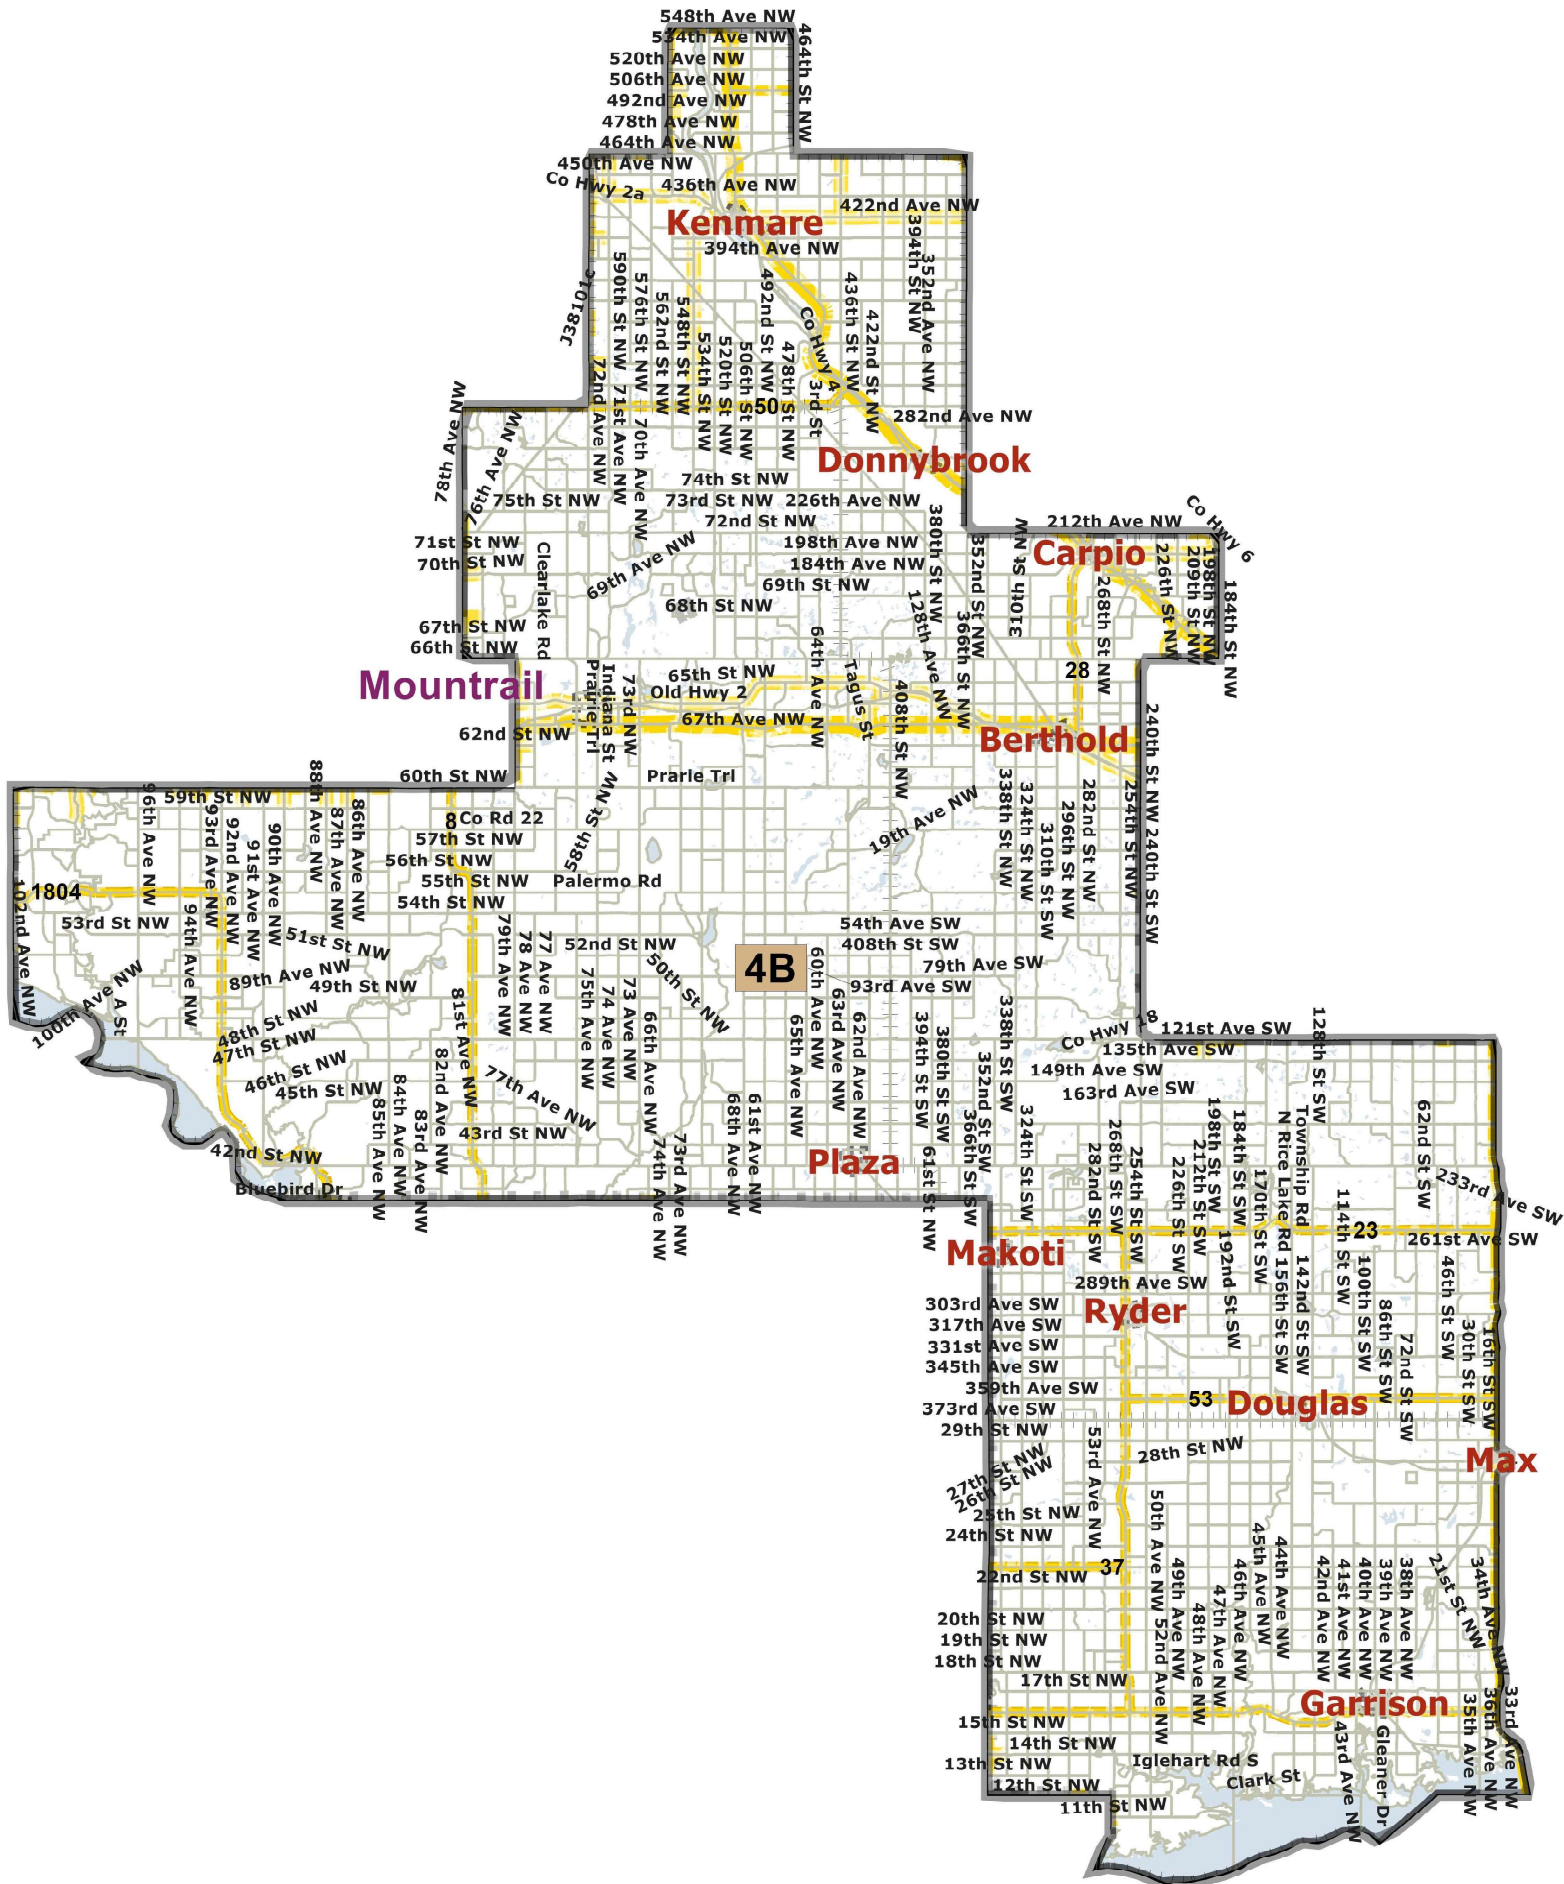 548th Ave NW
534th Ave NW
464th St NW
520th Ave NW
506th Ave NW
492nd Ave NW
478th Ave NW
464th Ave NW
450th Ave NW
Co Hwy 2a
436th Ave NW
422nd Ave NW
Kenmare
394th Ave NW
394th St NW
352nd Ave NW
J38101c
590th St NW
576th St NW
562nd St NW
548th St NW
534th St NW
520th St NW
506th St NW
492nd St NW
478th St NW
Co Hwy 4
3rd St
436th St NW
422nd St NW
72nd Ave NW
71st Ave NW
70th Ave NW
50
282nd Ave NW
78th Ave NW
76th Ave NW
Donnybrook
74th St NW
75th St NW
73rd St NW
226th Ave NW
72nd St NW
212th Ave NW
Co Hwy 6
71st St NW
70th St NW
Clearlake Rd
69th Ave NW
198th Ave NW
184th Ave NW
69th St NW
68th St NW
380th St NW
352nd St NW
310th St NW
Carpio
268th St NW
226th St NW
209th St NW
198th St NW
184th St NW
67th St NW
66th St NW
64th Ave NW
128th Ave NW
366th St NW
Mountrail
65th St NW
Old Hwy 2
67th Ave NW
Prairie Trl
Indiana St
73rd NW
Tagus St
408th St NW
28
62nd St NW
Berthold
240th St NW
60th St NW
Prarie Trl
59th St NW
96th Ave NW
93rd Ave NW
92nd Ave NW
91st Ave NW
90th Ave NW
88th Ave NW
87th Ave NW
86th Ave NW
8
Co Rd 22
57th St NW
58th St NW
19th Ave NW
338th St NW
324th St NW
310th St SW
296th St NW
282nd St NW
254th St NW
240th St SW
56th St NW
55th St NW
Palermo Rd
54th St NW
1804
102nd Ave NW
53rd St NW
94th Ave NW
51st St NW
89th Ave NW
49th St NW
100th Ave NW
A St
48th St NW
47th St NW
46th St NW
45th St NW
79th Ave NW
78 Ave NW
77 Ave NW
52nd St NW
50th St NW
75th Ave NW
74 Ave NW
73 Ave NW
66th Ave NW
4B
54th Ave SW
408th St SW
79th Ave SW
93rd Ave SW
60th Ave NW
63rd Ave NW
62nd Ave NW
65th Ave NW
394th St SW
380th St SW
338th St SW
352nd St SW
Co Hwy 18
121st Ave SW
135th Ave SW
149th Ave SW
163rd Ave SW
128th St SW
81st Ave NW
82nd Ave NW
84th Ave NW
85th Ave NW
83rd Ave NW
77th Ave NW
43rd St NW
74th Ave NW
73rd Ave NW
68th Ave NW
61st Ave NW
Plaza
61st St NW
366th St SW
324th St SW
42nd St NW
Bluebird Dr
282nd St SW
268th St SW
254th St SW
226th St SW
212th St SW
198th St SW
184th St SW
170th St SW
192nd St SW
N Rice Lake Rd
Township Rd
156th St SW
142nd St SW
114th St SW
100th St SW
86th St SW
72nd St SW
62nd St SW
46th St SW
30th St SW
16th St SW
233rd Ave SW
23
261st Ave SW
Makoti
289th Ave SW
303rd Ave SW
Ryder
317th Ave SW
331st Ave SW
345th Ave SW
359th Ave SW
373rd Ave SW
53
Douglas
29th St NW
28th St NW
Max
27th St NW
26th St NW
53rd Ave NW
25th St NW
24th St NW
37
22nd St NW
50th Ave NW
52nd Ave NW
49th Ave NW
48th Ave NW
47th Ave NW
46th Ave NW
45th Ave NW
44th Ave NW
42nd Ave NW
41st Ave NW
40th Ave NW
39th Ave NW
38th Ave NW
21st St NW
34th Ave NW
20th St NW
19th St NW
18th St NW
17th St NW
Garrison
15th St NW
14th St NW
13th St NW
12th St NW
11th St NW
Iglehart Rd S
Clark St
43rd Ave NW
Gleaner Dr
35th Ave NW
36th Ave NW
33rd Ave NW